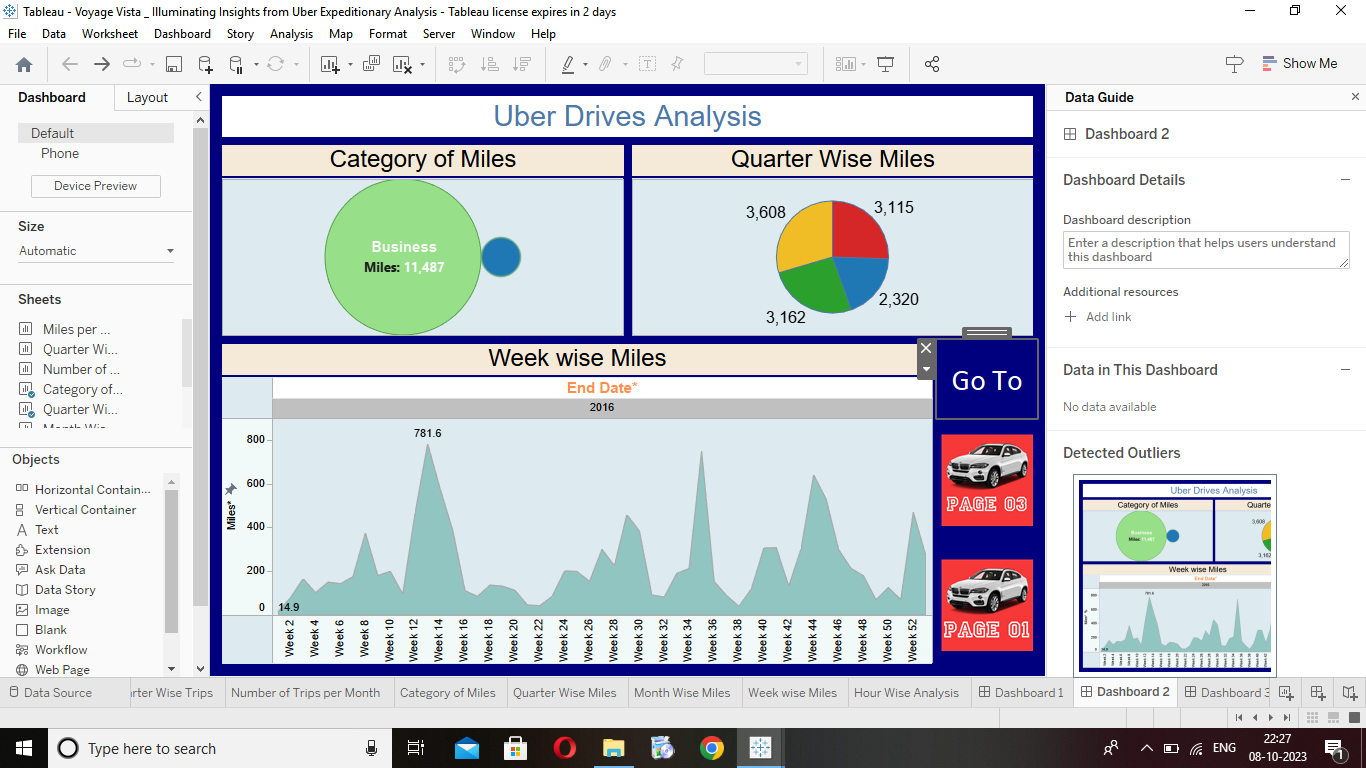 Tableau - Voyage Vista _ Illuminating Insights from Uber Expeditionary Analysis - Tableau license expires in 2 days
File Data Worksheet Dashboard Story Analysis Map Format Server Window Help
Show Me
Dashboard Layout
Default
Phone
Device Preview
Size
Automatic
Sheets
Miles per ...
Quarter Wi...
Number of ...
Category of...
Quarter Wi...
Objects
Horizontal Contain...
Vertical Container
Text
Extension
Ask Data
Data Story
Image
Blank
Workflow
Web Page
Uber Drives Analysis
Category of Miles
Business
Miles: 11,487
Quarter Wise Miles
3,608
3,115
2,320
3,162
Week wise Miles
End Date*
2016
Miles*
800
600
400
200
0
781.6
14.9
Week 2
Week 4
Week 6
Week 8
Week 10
Week 12
Week 14
Week 16
Week 18
Week 20
Week 22
Week 24
Week 26
Week 28
Week 30
Week 32
Week 34
Week 36
Week 38
Week 40
Week 42
Week 44
Week 46
Week 48
Week 50
Week 52
Go To
PAGE 03
PAGE 01
Data Guide
Dashboard 2
Dashboard Details
Dashboard description
Enter a description that helps users understand
this dashboard
Additional resources
Add link
Data in This Dashboard
No data available
Detected Outliers
Uber Drives Analysis
Category of Miles
Quarte
Business
3,608
3,162
Week wise Miles
End Date*
2016
781.6
Data Source
rter Wise Trips
Number of Trips per Month
Category of Miles
Quarter Wise Miles
Month Wise Miles
Week wise Miles
Hour Wise Analysis
Dashboard 1
Dashboard 2
Dashboard 3
Type here to search
ENG
22:27
08-10-2023
1